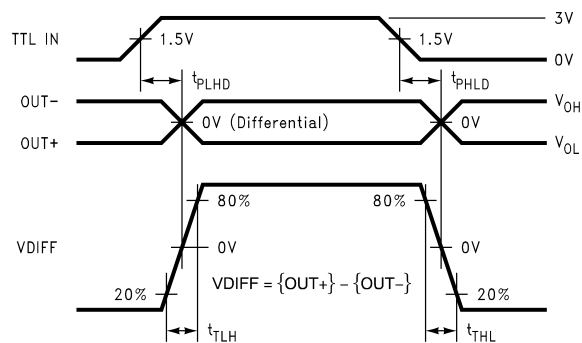 3V
TTL IN
1.5V
1.5V
0V
tPLHD
tPHLD
OUT-
VOH
0V (Differential)
0V
OUT+
VOL
80%
80%
VDIFF
0V
0V
20%
VDIFF = {OUT+} - {OUT-}
20%
tTLH
tTHL